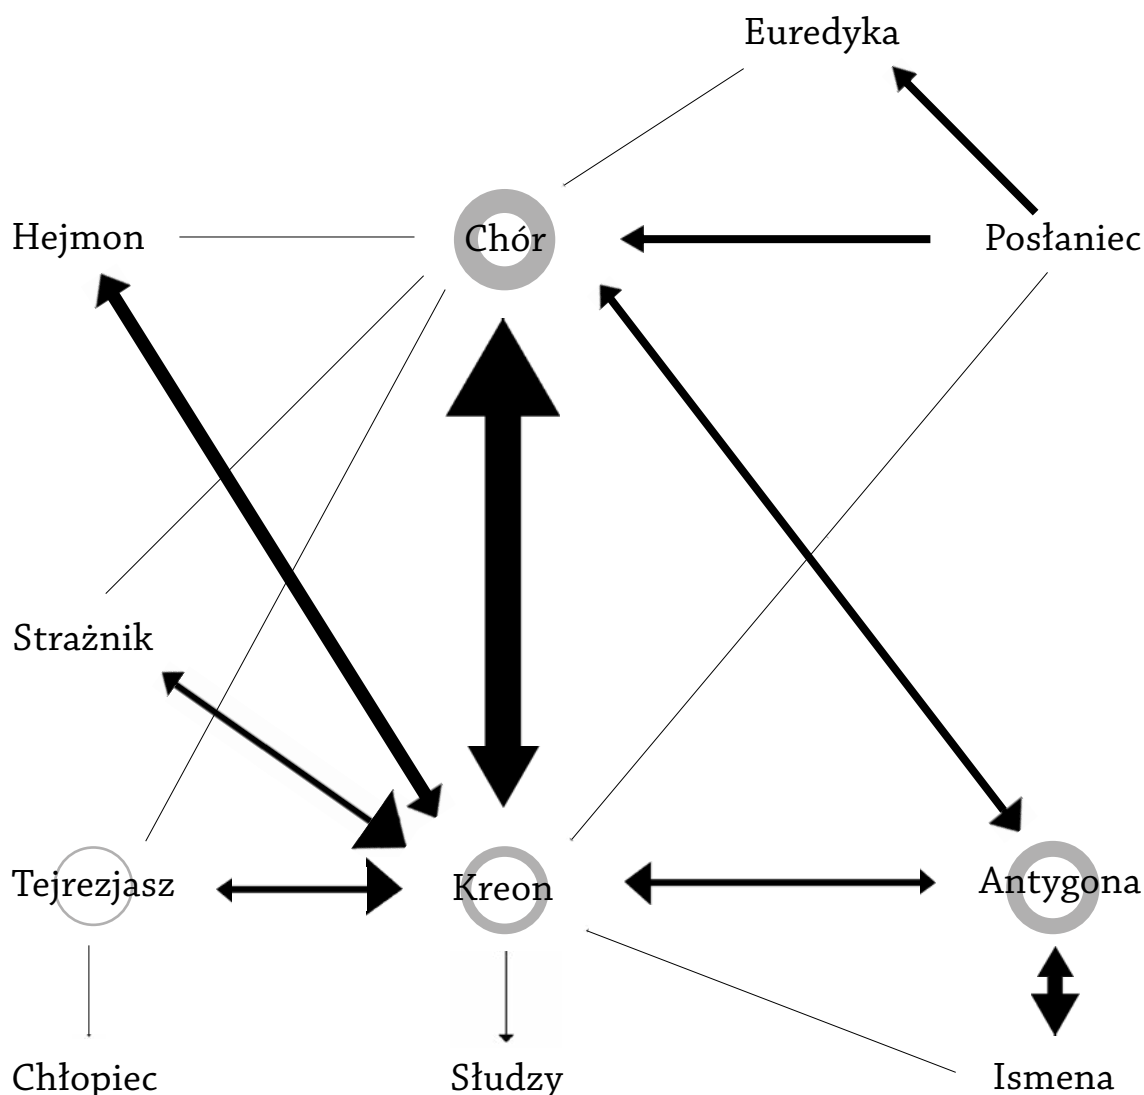 Euredyka
Hejmon
Chór
Posłaniec
Strażnik
Tejrezjasz
Kreon
Antygona
Chłopiec
Słudzy
Ismena